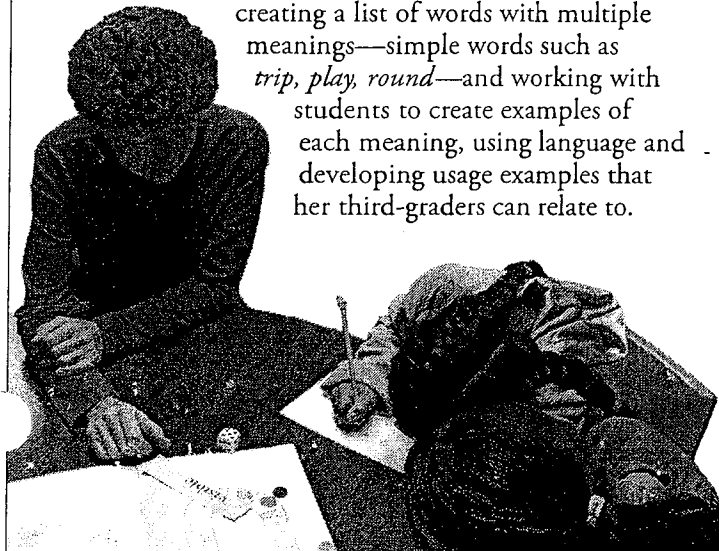 creating a list of words with multiple
meanings—simple words such as
trip, play, round—and working with
students to create examples of
each meaning, using language and
developing usage examples that
her third-graders can relate to.